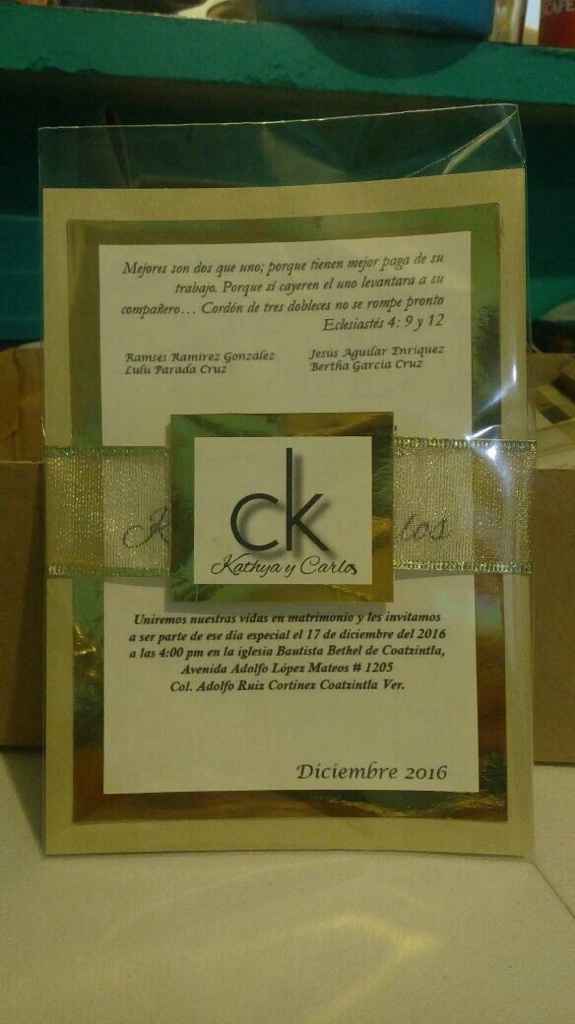 Mejores son dos que uno; porque tienen mejor paga de su
trabajo. Porque si cayeren el uno levantara a su
compañero... Cordón de tres dobleces no se rompe pronto
Eclesiastés 4: 9 y 12
Ramses Ramirez González
Lulu Parada Cruz
Jesús Aguilar Enriquez
Bertha Garcia Cruz
ck
Kathya y Carlos
K
los
Uniremos nuestras vidas en matrimonio y les invitamos
a ser parte de ese día especial el 17 de diciembre del 2016
a las 4:00 pm en la iglesia Bautista Bethel de Coatzintla,
Avenida Adolfo López Mateos # 1205
Col. Adolfo Ruiz Cortinez Coatzintla Ver.
Diciembre 2016